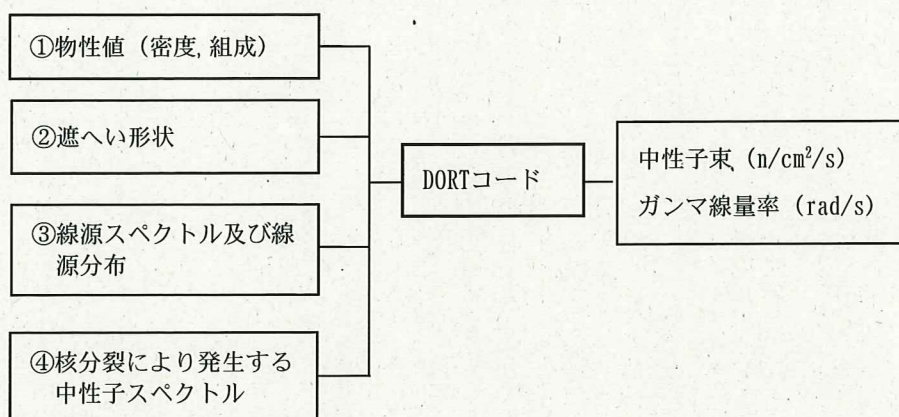 ①物性値（密度,組成）
②遮へい形状
③線源スペクトル及び線
源分布
④核分裂により発生する
中性子スペクトル
DORTコード
中性子束（n/cm²/s）
ガンマ線量率（rad/s）